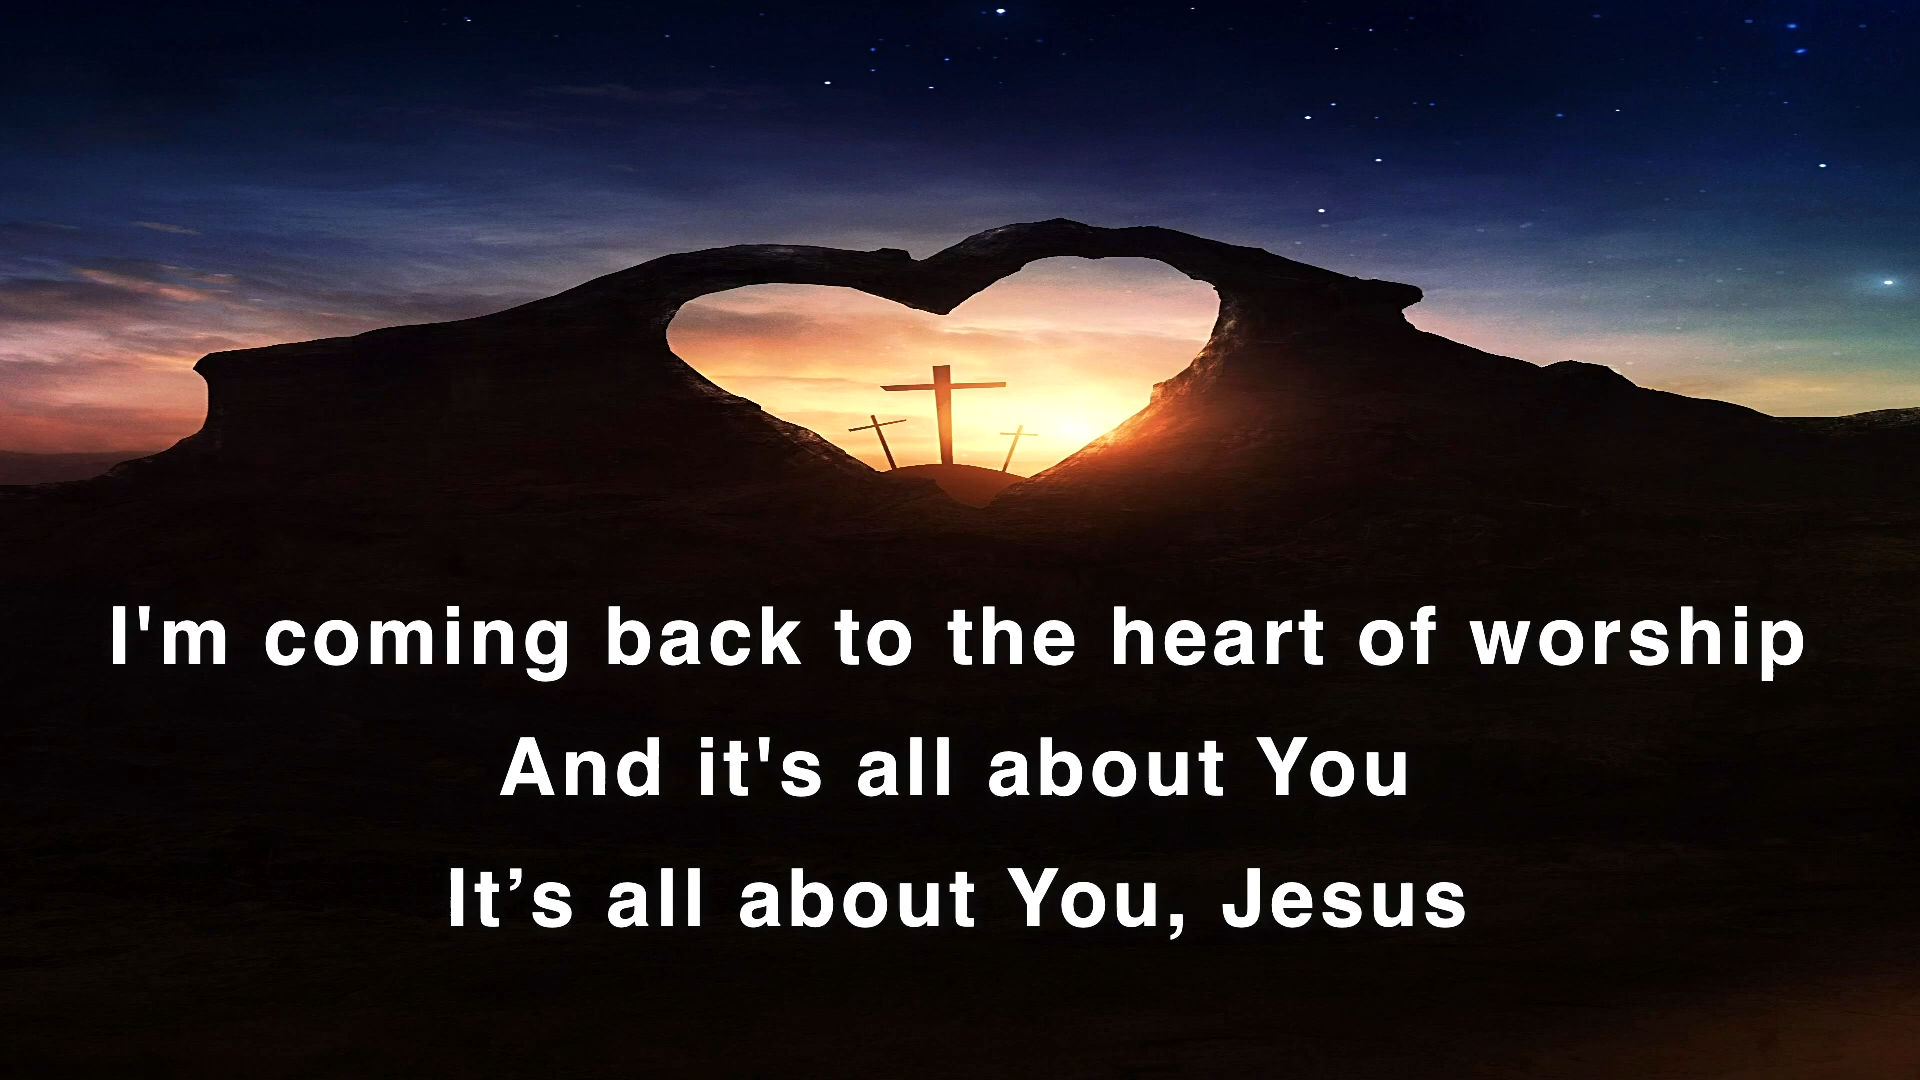 I'm coming back to the heart of worship
And it's all about You
It’s all about You, Jesus